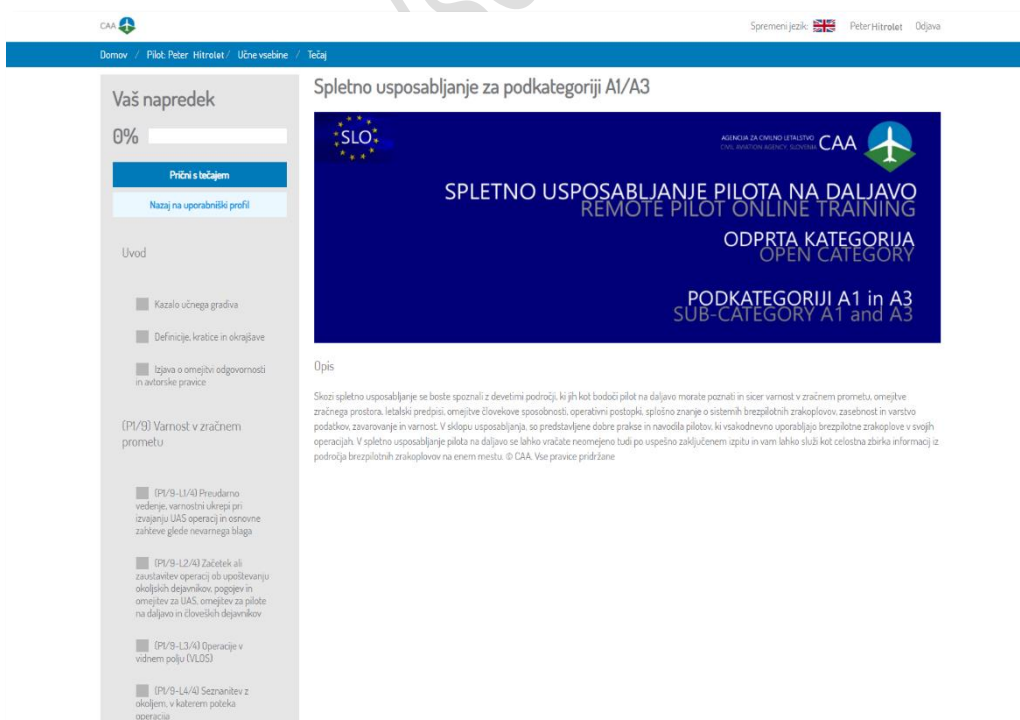 CAA
Spremeni jezik:
Peter Hitrolet
Odjava
Domov / Pilot: Peter Hitrolet / Učne vsebine / Tečaj
Vaš napredek
0%
Prični s tečajem
Nazaj na uporabniški profil
Uvod
Kazalo učnega gradiva
Definicije, kratice in okrajšave
Izjava o omejitvi odgovornosti
in avtorske pravice
(P1/9) Varnost v zračnem
prometu
(P1/9-L1/4) Preudarno
vedenje, varnostni ukrepi pri
izvajanju UAS operacij in osnovne
zahteve glede nevarnega blaga
(P1/9-L2/4) Začetek ali
zaustavitev operacij ob upoštevanju
okoljskih dejavnikov, pogojev in
omejitev za UAS, omejitev za pilote
na daljavo in človeških dejavnikov
(P1/9-L3/4) Operacije v
vidnem polju (VLOS)
(P1/9-L4/4) Seznanitev z
okoljem, v katerem poteka
operacija
Spletno usposabljanje za podkategoriji A1/A3
SLO
AGENCIJA ZA CIVILNO LETALSTVO
CIVIL AVIATION AGENCY, SLOVENIA
CAA
SPLETNO USPOSABLJANJE PILOTA NA DALJAVO
REMOTE PILOT ONLINE TRAINING
ODPRTA KATEGORIJA
OPEN CATEGORY
PODKATEGORIJI A1 in A3
SUB-CATEGORY A1 and A3
Opis
Skozi spletno usposabljanje se boste spoznali z devetimi področji, ki jih kot bodoči pilot na daljavo morate poznati in sicer varnost v zračnem prometu, omejitve
zračnega prostora, letalski predpisi, omejitve človekove sposobnosti, operativni postopki, splošno znanje o sistemih brezpilotnih zrakoplovov, zasebnost in varstvo
podatkov, zavarovanje in varnost. V sklopu usposabljanja, so predstavljene dobre prakse in navodila pilotov, ki vsakodnevno uporabljajo brezpilotne zrakoplove v svojih
operacijah. V spletno usposabljanje pilota na daljavo se lahko vračate neomejeno tudi po uspešno zaključenem izpitu in vam lahko služi kot celostna zbirka informacij iz
področja brezpilotnih zrakoplovov na enem mestu. © CAA. Vse pravice pridržane